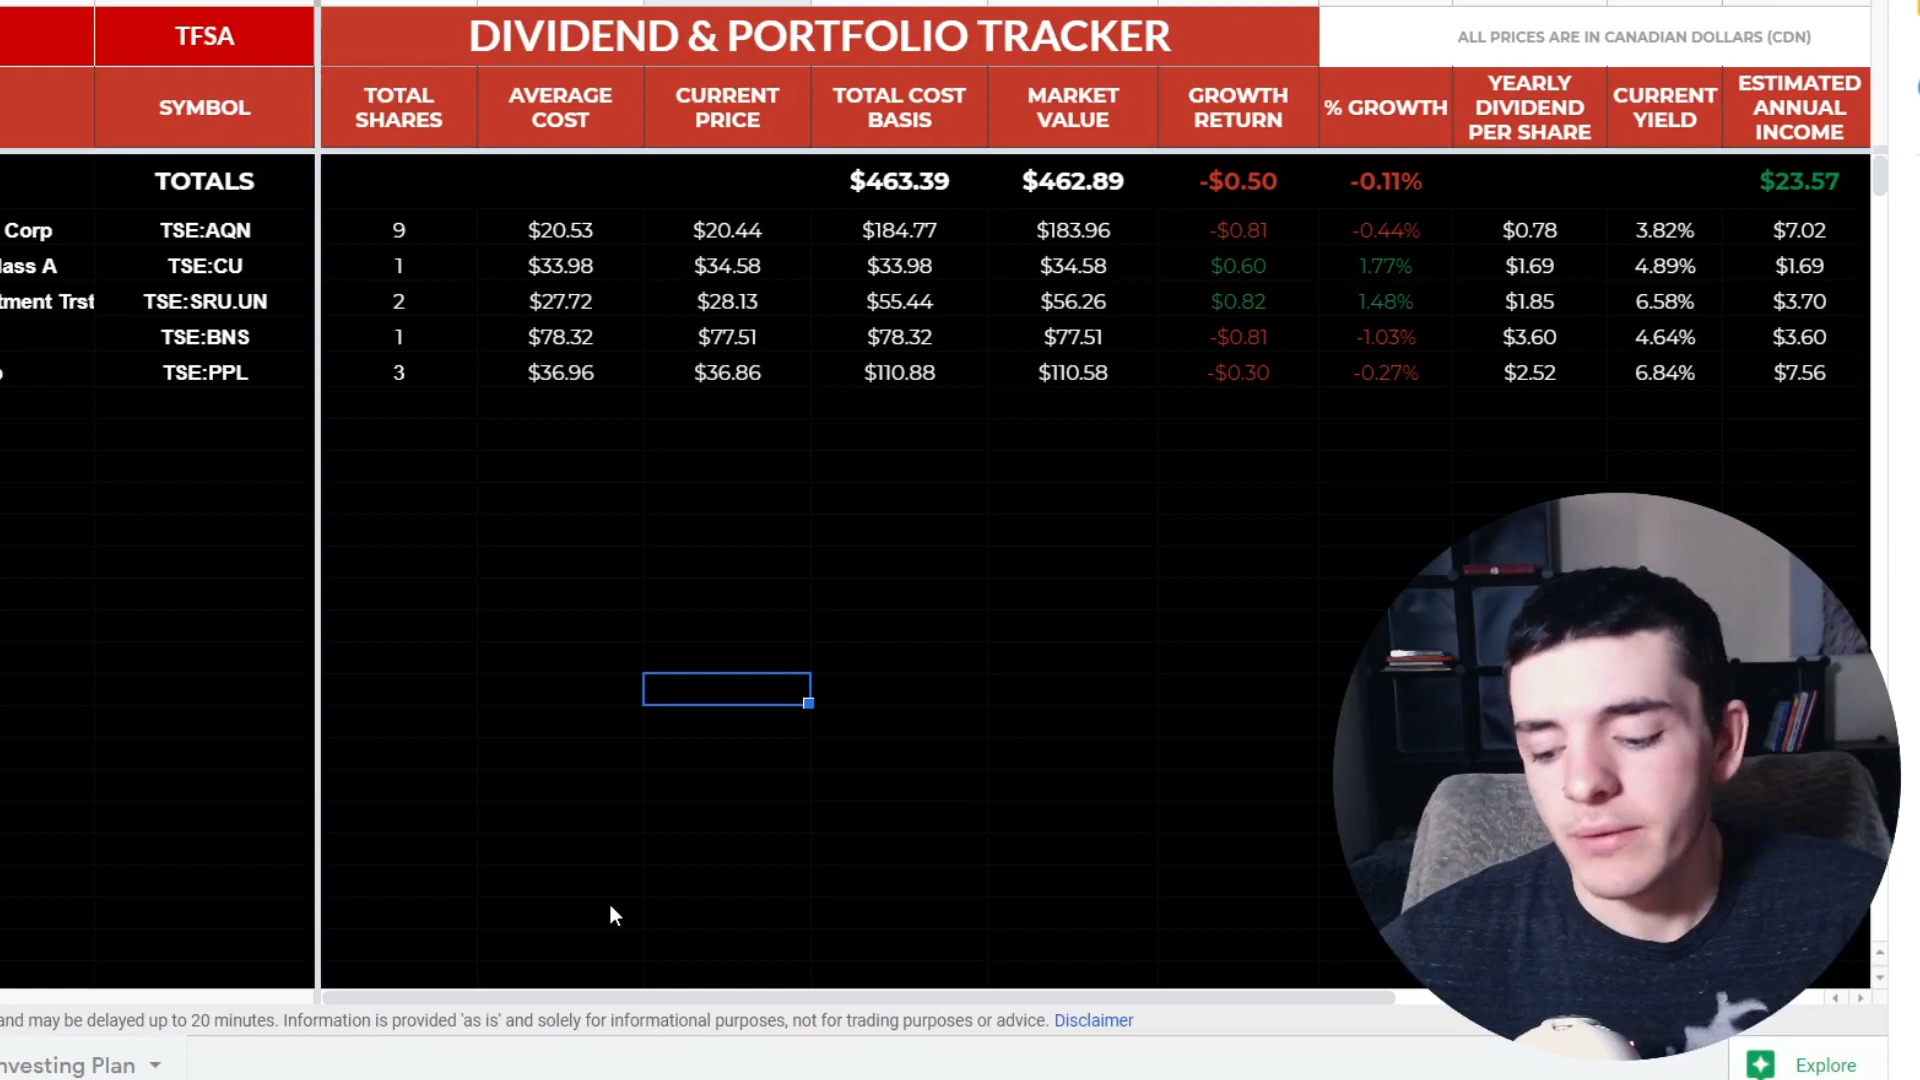 TFSA DIVIDEND & PORTFOLIO TRACKER ALL PRICES ARE IN CANADIAN DOLLARS (CDN)
SYMBOL TOTAL SHARES AVERAGE COST CURRENT PRICE TOTAL COST BASIS MARKET VALUE GROWTH RETURN % GROWTH YEARLY DIVIDEND PER SHARE CURRENT YIELD ESTIMATED ANNUAL INCOME
TOTALS $463.39 $462.89 -$0.50 -0.11% $23.57
Corp TSE:AQN 9 $20.53 $20.44 $184.77 $183.96 -$0.81 -0.44% $0.78 3.82% $7.02
lass A TSE:CU 1 $33.98 $34.58 $33.98 $34.58 $0.60 1.77% $1.69 4.89% $1.69
tment Trst TSE:SRU.UN 2 $27.72 $28.13 $55.44 $56.26 $0.82 1.48% $1.85 6.58% $3.70
TSE:BNS 1 $78.32 $77.51 $78.32 $77.51 -$0.81 -1.03% $3.60 4.64% $3.60
TSE:PPL 3 $36.96 $36.86 $110.88 $110.58 -$0.30 -0.27% $2.52 6.84% $7.56
and may be delayed up to 20 minutes. Information is provided 'as is' and solely for informational purposes, not for trading purposes or advice. Disclaimer
nvesting Plan Explore